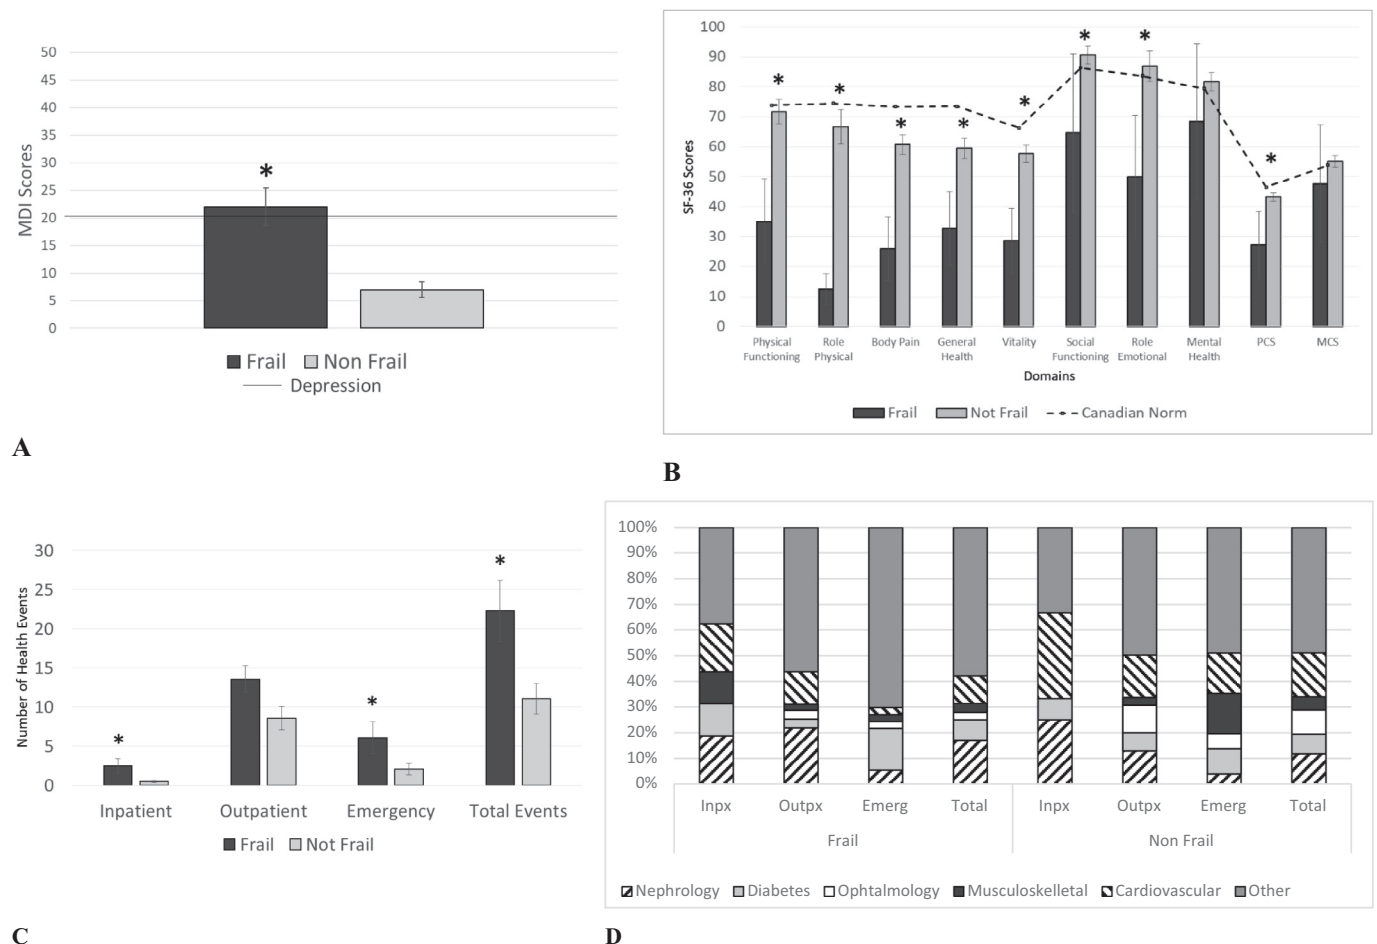 50
45
40
35
30
25
20
15
10
5
0
MDI Scores
*
Frail Non Frail
Depression
A
100
90
80
70
60
50
40
30
20
10
0
SF-36 Scores
* * * * * * * *
Physical Functioning
Role Physical
Body Pain
General Health
Vitality
Social Functioning
Role Emotional
Mental Health
PCS
MCS
Domains
Frail Not Frail Canadian Norm
B
30
25
20
15
10
5
0
Number of Health Events
* * *
Inpatient Outpatient Emergency Total Events
Frail Not Frail
C
100%
90%
80%
70%
60%
50%
40%
30%
20%
10%
0%
Inpx Outpx Emerg Total Inpx Outpx Emerg Total
Frail Non Frail
Nephrology Diabetes Ophtalmology Musculoskelletal Cardiovascular Other
D